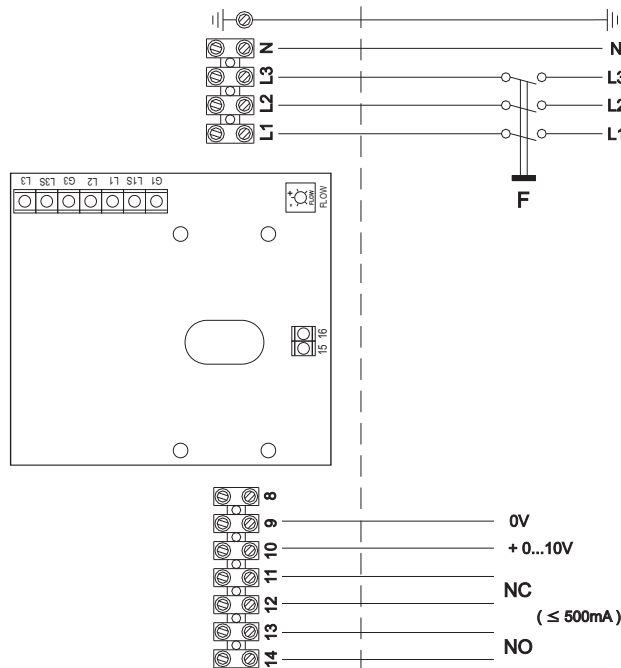 N N
L3 L3
L2 L2
L1 L1
F
L3 L3S G3 L2 L1 L1S G1
+
-
FLOW
FLOW
16
15
8
9 0V
10 + 0...10V
11
NC
12
( ≤ 500mA )
13
NO
14